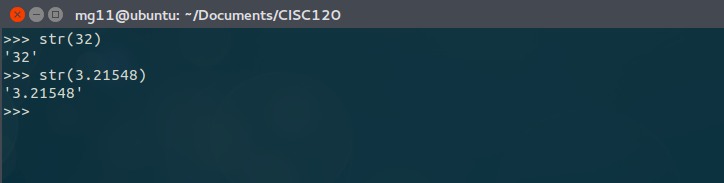 mg11@ubuntu: ~/Documents/CISC120
>>> str(32)
'32'
>>> str(3.21548)
'3.21548'
>>>